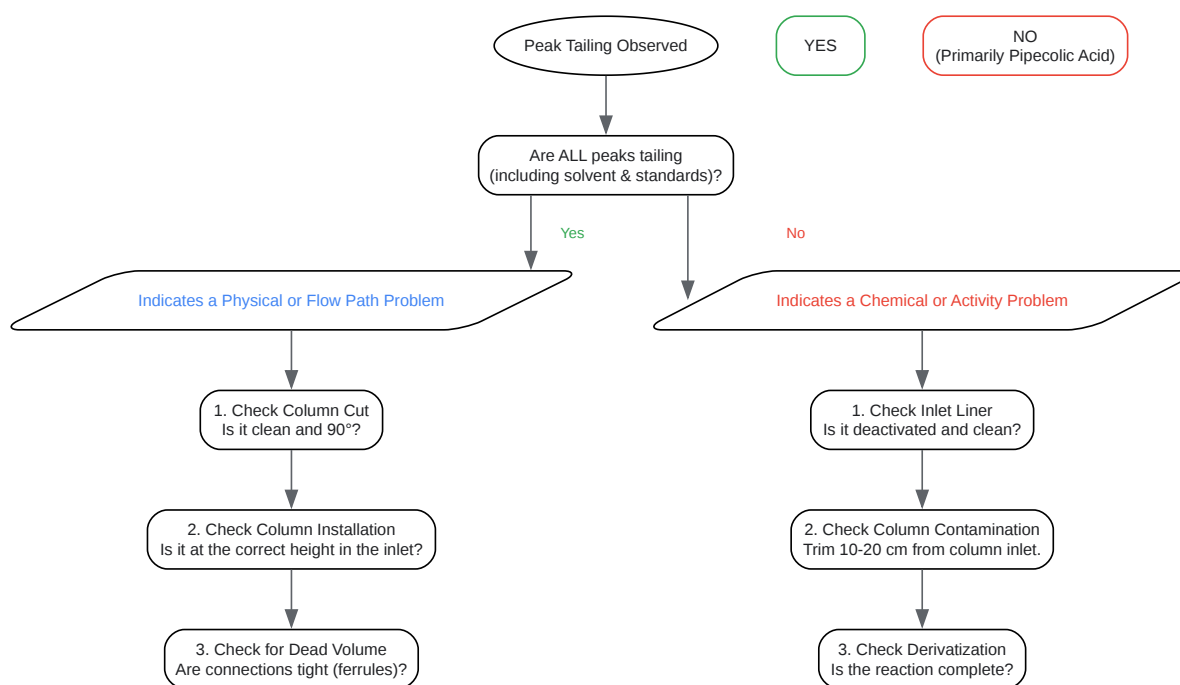 Peak Tailing Observed
YES
NO
(Primarily Pipecolic Acid)
Are ALL peaks tailing
(including solvent & standards)?
Yes
No
Indicates a Physical or Flow Path Problem
Indicates a Chemical or Activity Problem
1. Check Column Cut
Is it clean and 90°?
1. Check Inlet Liner
Is it deactivated and clean?
2. Check Column Installation
Is it at the correct height in the inlet?
2. Check Column Contamination
Trim 10-20 cm from column inlet.
3. Check for Dead Volume
Are connections tight (ferrules)?
3. Check Derivatization
Is the reaction complete?